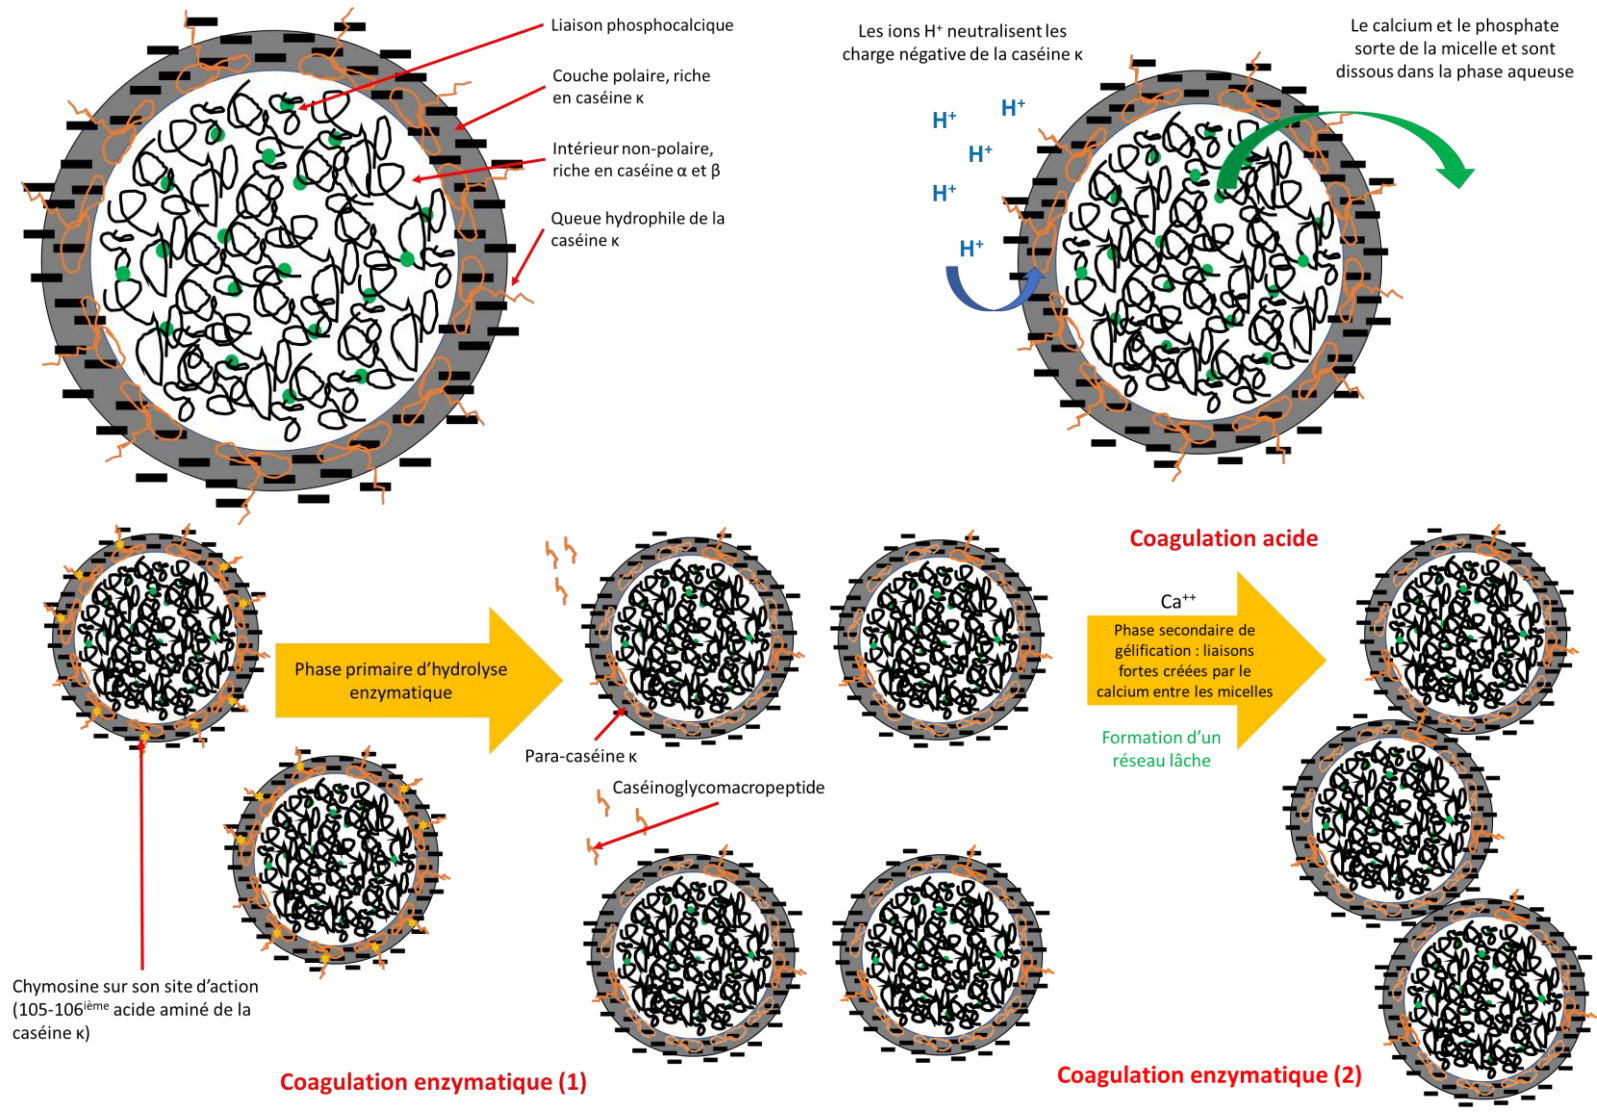 Liaison phosphocalcique
Couche polaire, riche
en caséine κ
Intérieur non-polaire,
riche en caséine α et β
Queue hydrophile de la
caséine κ
Les ions H⁺ neutralisent les
charge négative de la caséine κ
Le calcium et le phosphate
sorte de la micelle et sont
dissous dans la phase aqueuse
H⁺
H⁺
H⁺
H⁺
H⁺
Coagulation acide
Phase primaire d’hydrolyse
enzymatique
Ca⁺⁺
Phase secondaire de
gélification : liaisons
fortes créées par le
calcium entre les micelles
Formation d’un
réseau lâche
Para-caséine κ
Caséinoglycomacropeptide
Chymosine sur son site d’action
(105-106ième acide aminé de la
caséine κ)
Coagulation enzymatique (1)
Coagulation enzymatique (2)